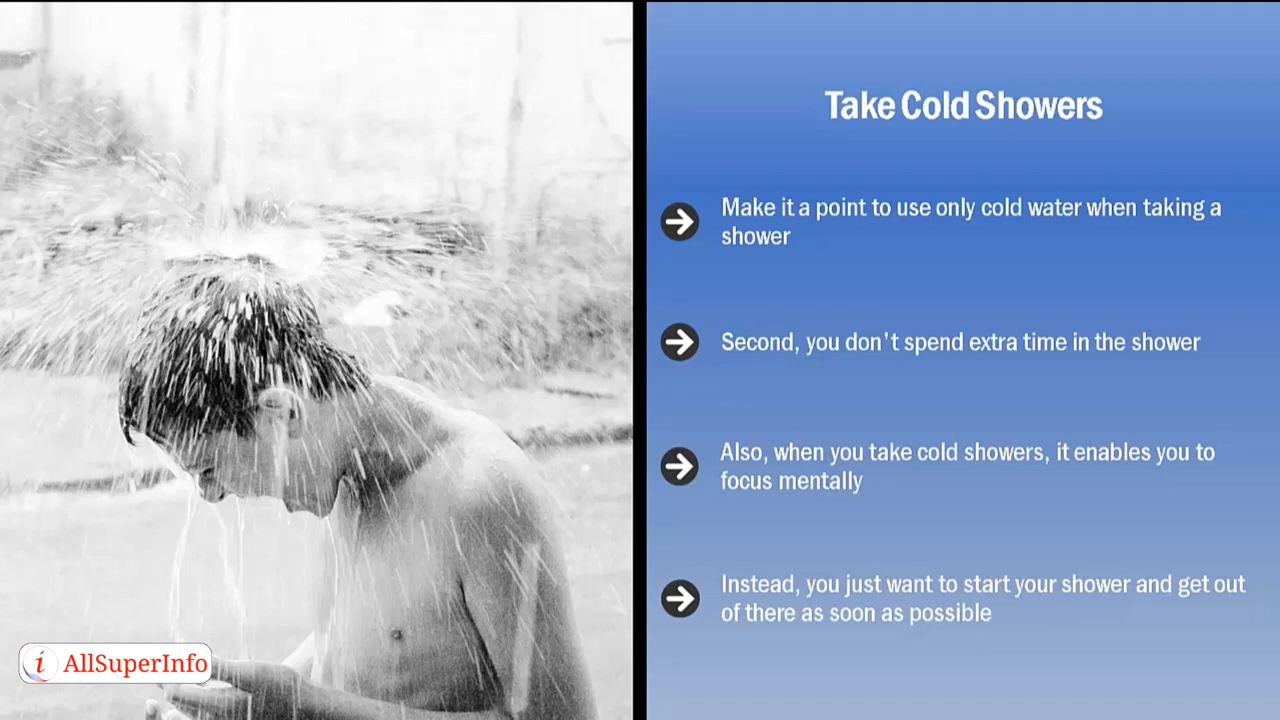 Take Cold Showers
Make it a point to use only cold water when taking a
shower
Second, you don't spend extra time in the shower
Also, when you take cold showers, it enables you to
focus mentally
Instead, you just want to start your shower and get out
of there as soon as possible
i AllSuperInfo